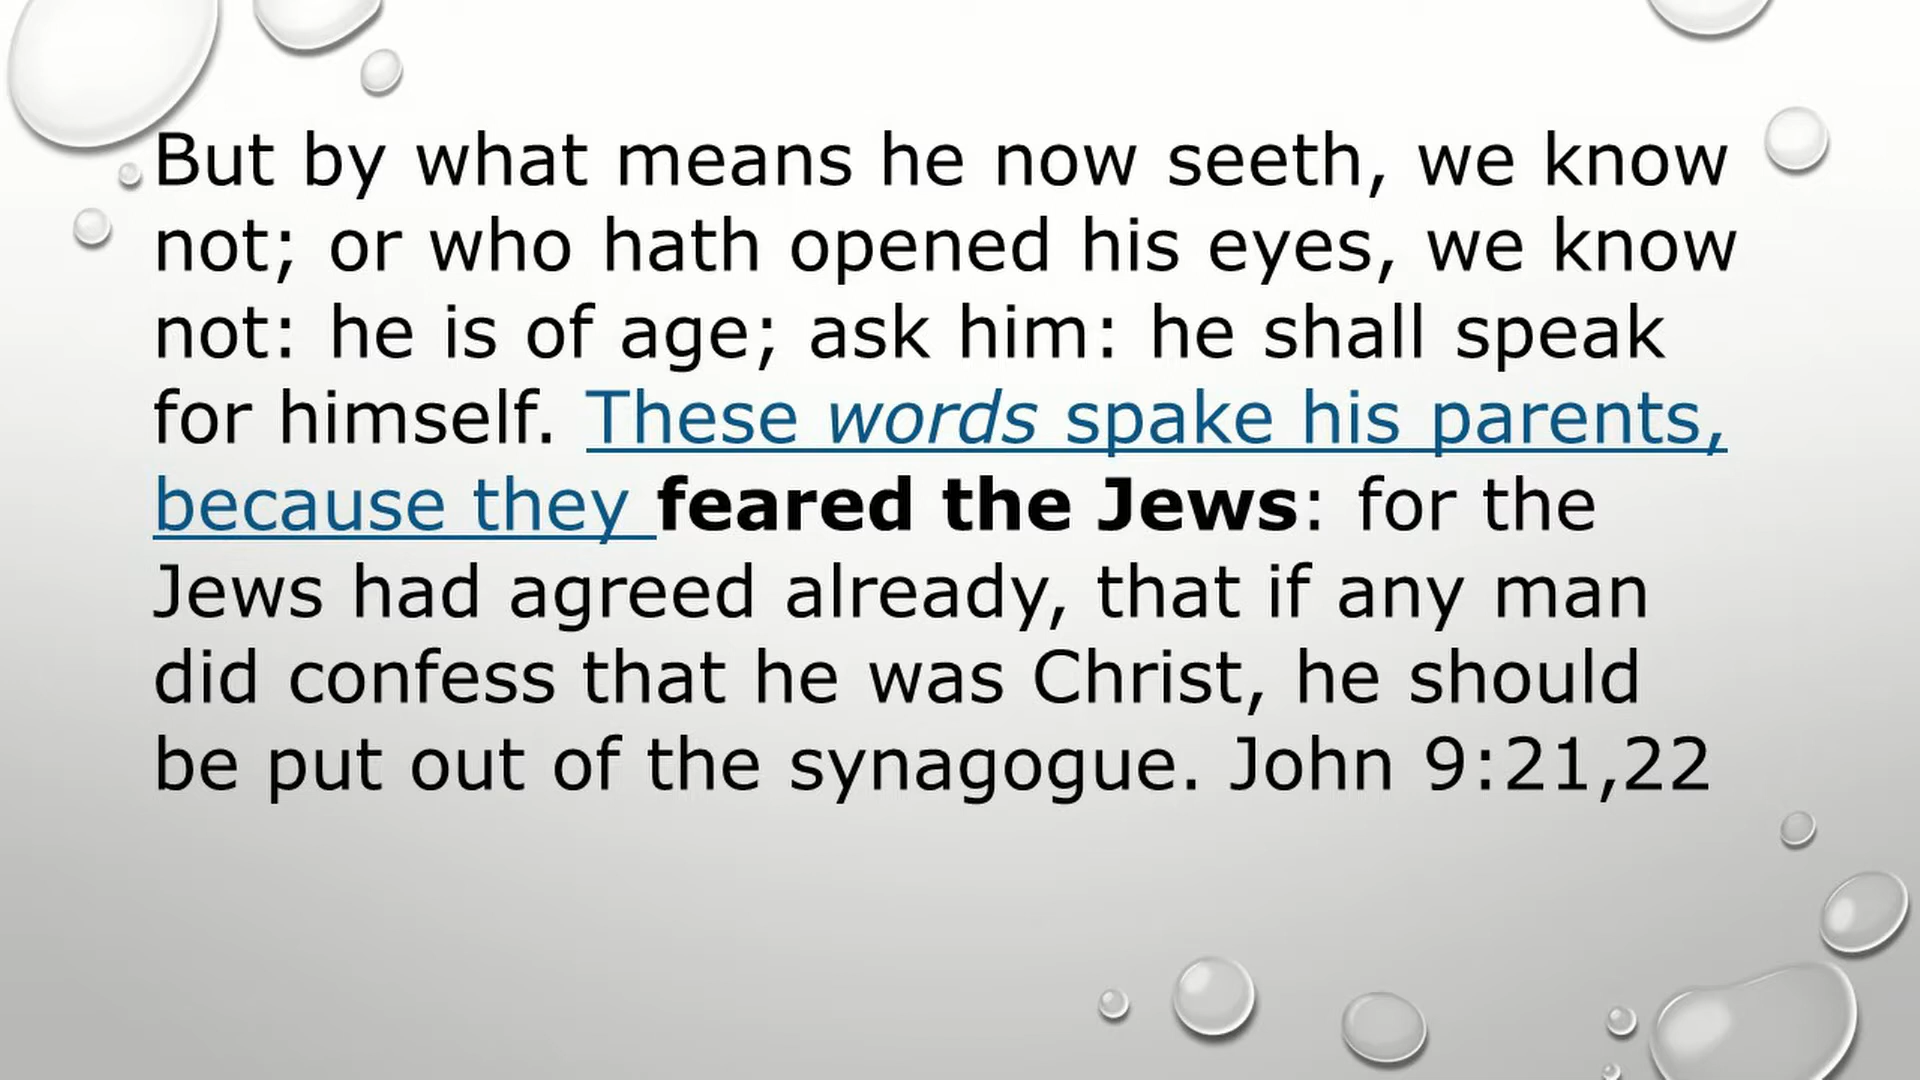 But by what means he now seeth, we know
not; or who hath opened his eyes, we know
not: he is of age; ask him: he shall speak
for himself. These words spake his parents,
because they feared the Jews: for the
Jews had agreed already, that if any man
did confess that he was Christ, he should
be put out of the synagogue. John 9:21,22